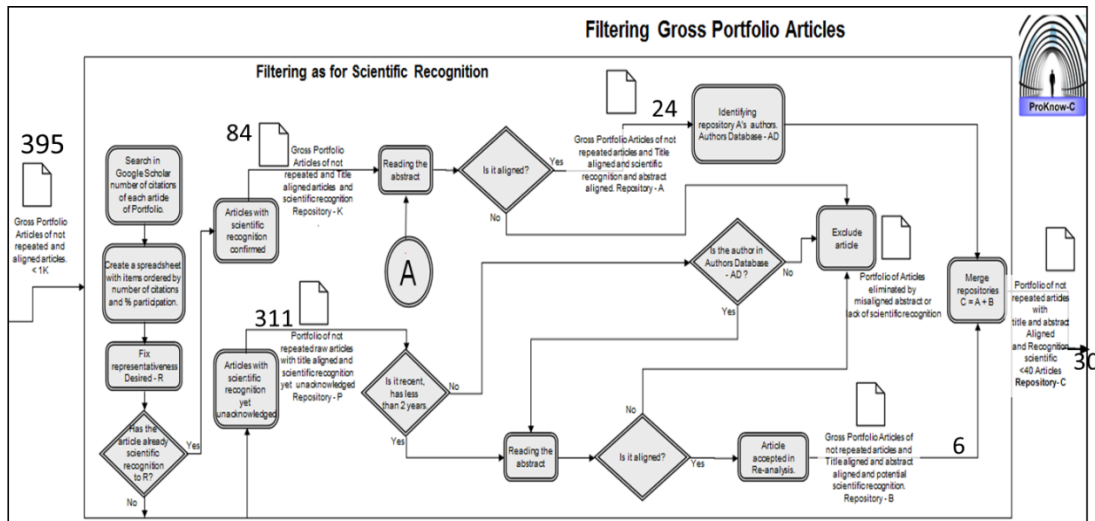 Filtering Gross Portfolio Articles
ProKnow-C
Filtering as for Scientific Recognition
395
Gross Portfolio
Articles of not
repeated and
aligned articles.
< 1K
Search in
Google Scholar
number of citations
of each article
of Portfolio.
Create a spreadsheet
with items ordered by
number of citations
and % participation.
Fix
representativeness
Desired - R
Has the
article already
scientific
recognition
to R?
Yes
No
84
Gross Portfolio
Articles of not
repeated and Title
aligned articles and
scientific recognition
Repository - K
.
Articles with
scientific
recognition
confirmed
311
Portfolio of not
repeated raw articles
with title aligned and
scientific recognition
yet unacknowledged
Repository - P
Articles with
scientific
recognition
yet
unacknowledged
Reading the
abstract
A
Is it aligned?
Yes
No
24
Gross Portfolio Articles of not
repeated articles and Title
aligned and scientific
recognition and abstract
aligned. Repository - A
Identifying
repository A's authors.
Authors Database - AD
Is it recent,
has less
than 2 years.
No
Yes
Is the author in
Authors Database
- AD ?
No
Yes
Exclude
article
Portfolio of Articles
eliminated by
misaligned abstract or
lack of scientific recognition
Reading the
abstract
Is it aligned?
No
Yes
Article
accepted in
Re-analysis.
Gross Portfolio Articles of
not repeated articles and
Title aligned and abstract
aligned and potential
scientific recognition.
Repository - B
6
Merge
repositories
C = A + B
Portfolio of not
repeated articles
with
title and abstract
Aligned
and Recognition
scientific
<40 Articles
Repository- C
30